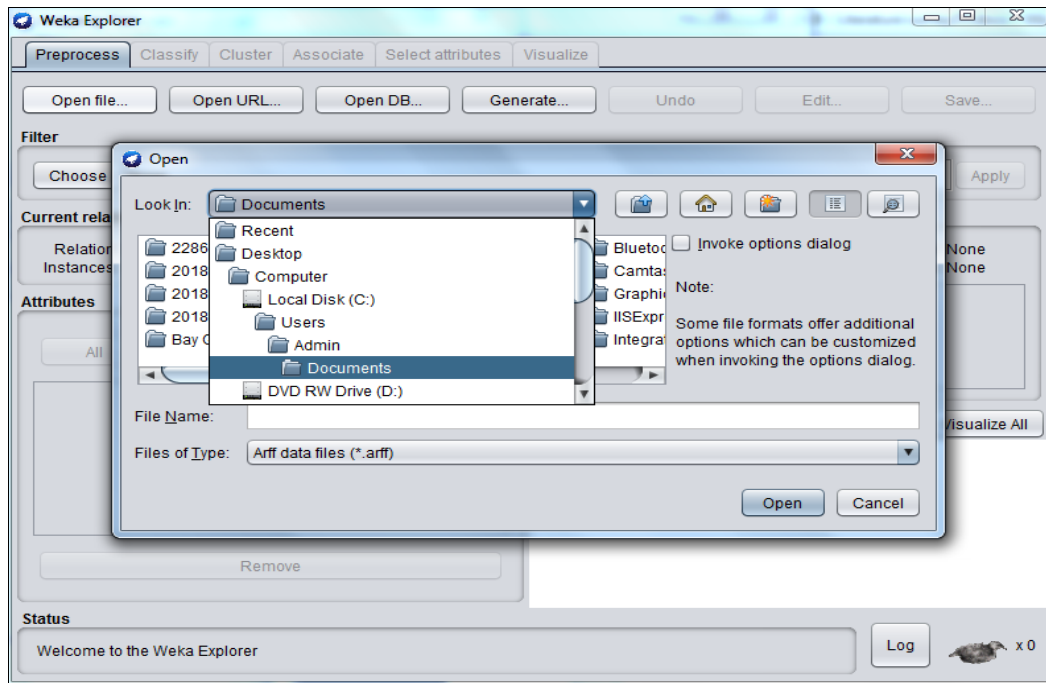 Weka Explorer
Preprocess Classify Cluster Associate Select attributes Visualize
Open file... Open URL... Open DB... Generate... Undo Edit... Save...
Filter
Open
Choose Apply
Look In: Documents
Current rela
Recent
Relation 2286 Desktop Bluetoo Invoke options dialog None
Instances 2018 Computer Camtas None
2018 Local Disk (C:) Graphi Note:
Attributes
2018 Users IISExpr Some file formats offer additional
All Bay Admin Integrat options which can be customized
Documents when invoking the options dialog.
DVD RW Drive (D:)
File Name: Visualize All
Files of Type: Arff data files (*.arff)
Open Cancel
Remove
Status
Welcome to the Weka Explorer Log x 0